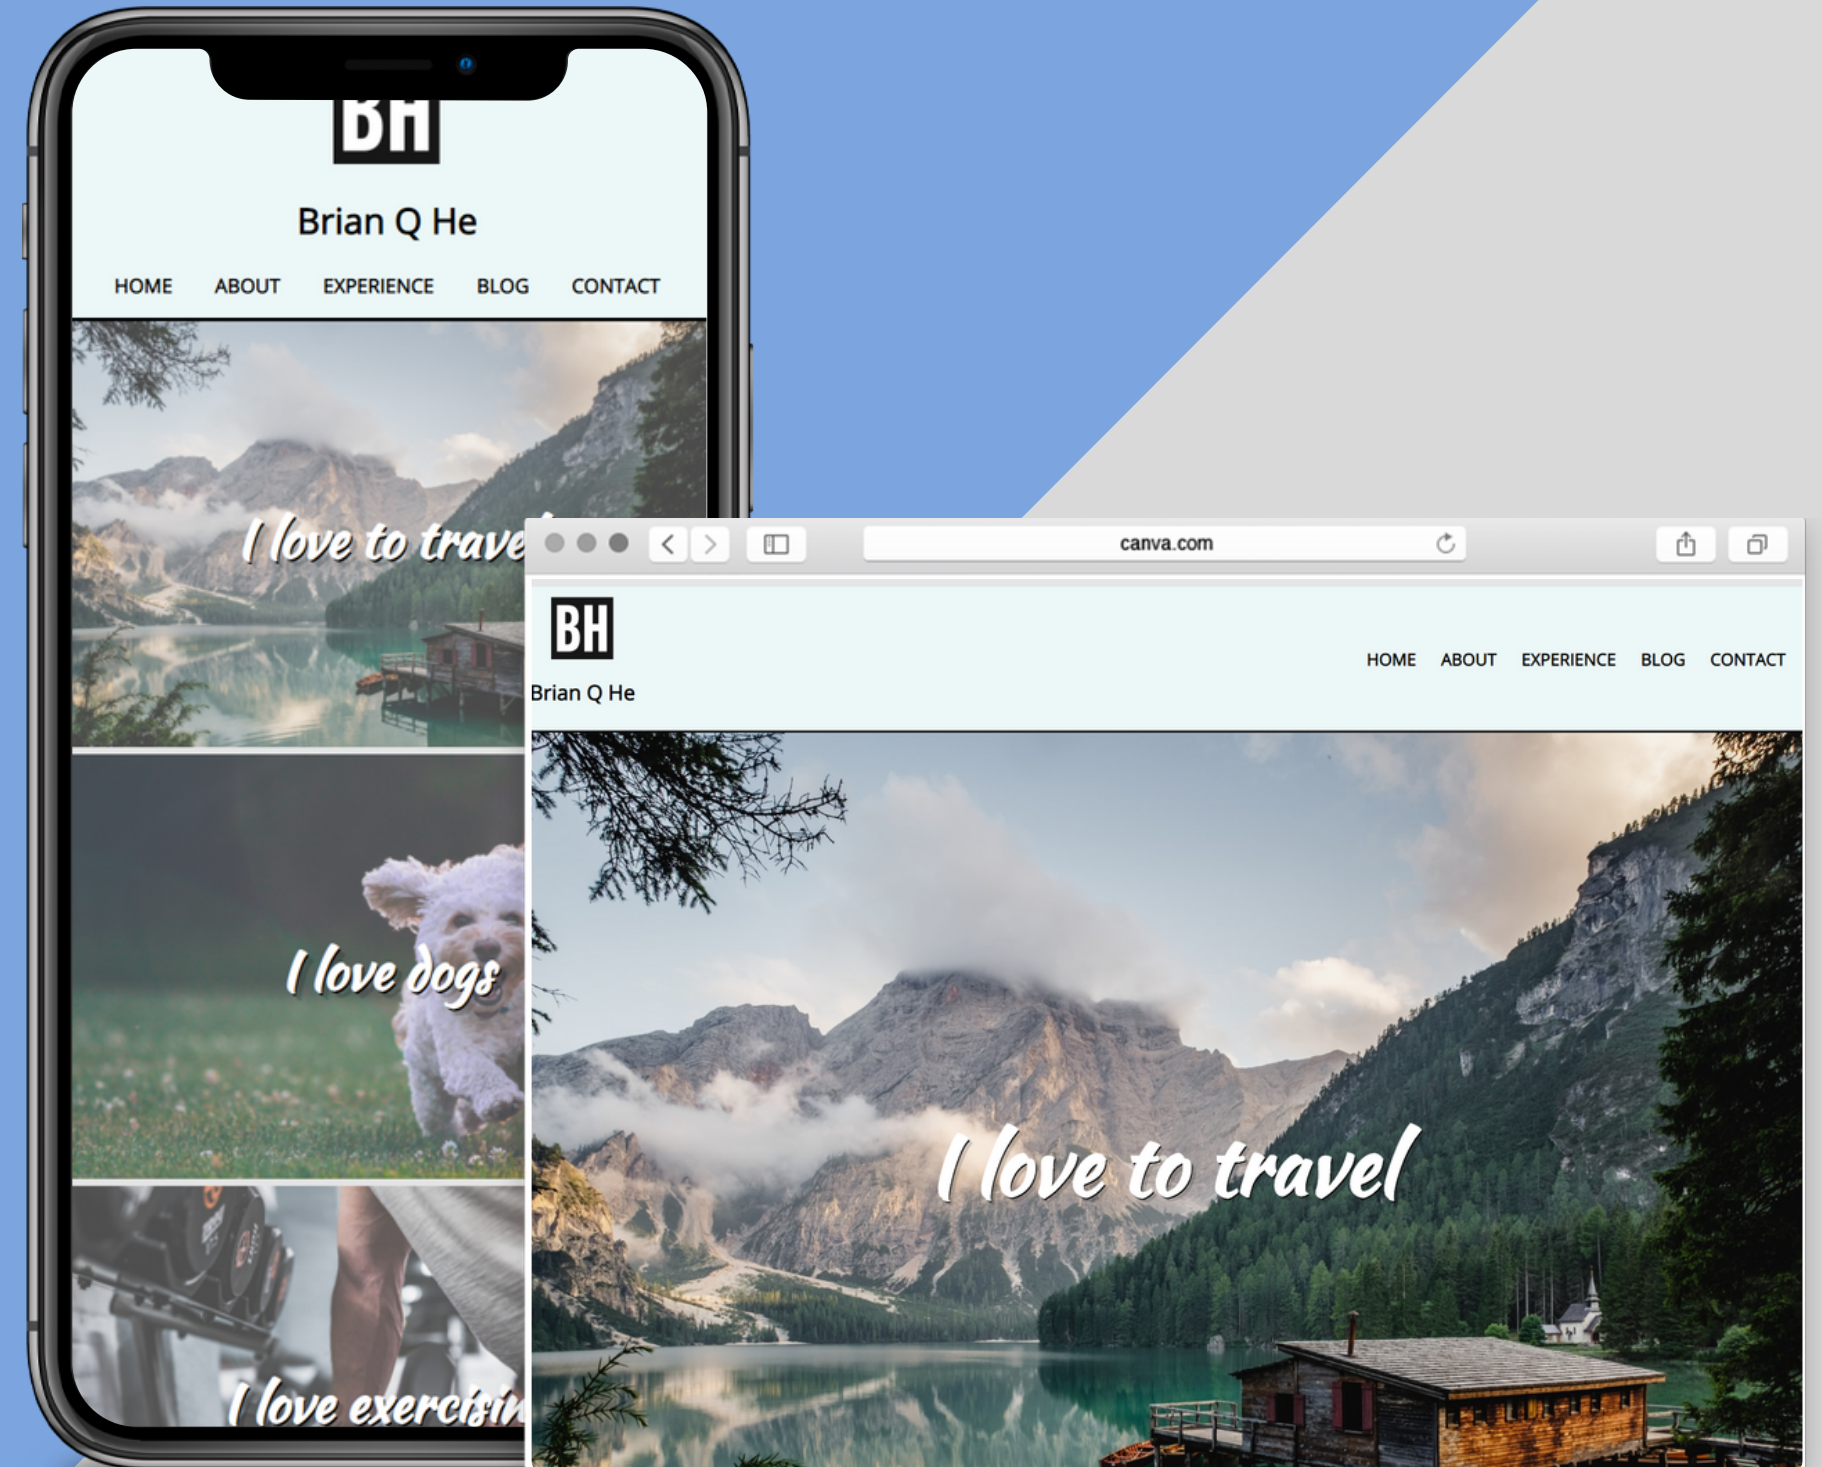 BH
Brian Q He
HOME ABOUT EXPERIENCE BLOG CONTACT
I love to trave
I love dogs
I love exercisin
canva.com
BH
Brian Q He
HOME ABOUT EXPERIENCE BLOG CONTACT
I love to travel